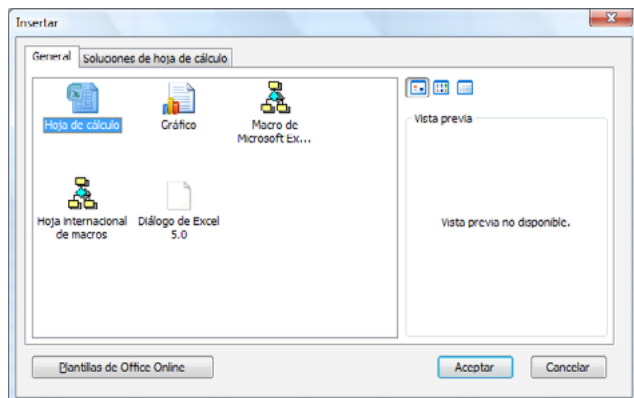 Insertar
General Soluciones de hoja de cálculo
Hoja de cálculo Gráfico Macro de
Microsoft Ex...
Hoja internacional Diálogo de Excel
de macros 5.0
Vista previa
Vista previa no disponible.
Plantillas de Office Online Aceptar Cancelar